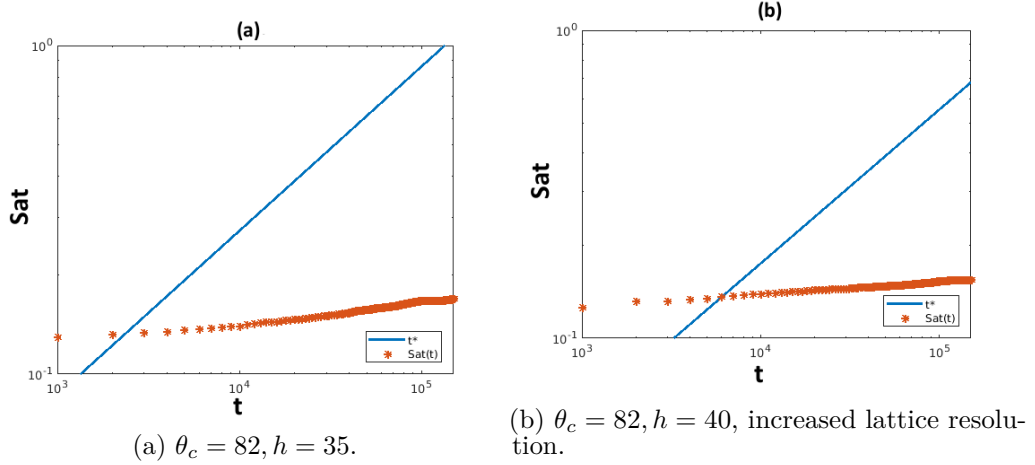 (a)
10^0
Sat
10^-1
10^3
10^4
10^5
t
t*
Sat(t)
(a) θ_c = 82, h = 35.
(b)
10^0
Sat
10^-1
10^3
10^4
10^5
t
t*
Sat(t)
(b) θ_c = 82, h = 40, increased lattice resolu-
tion.